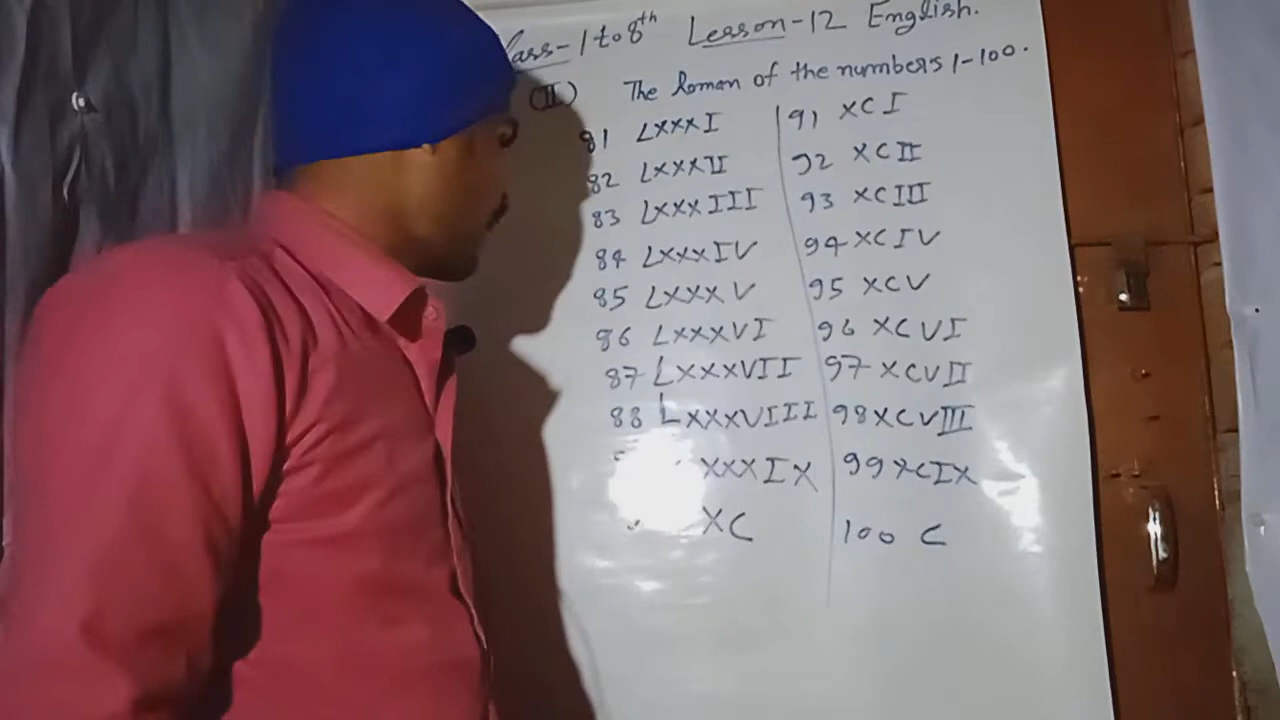 ass-1 to 8th Lesson-12 English.
(II) The Roman of the numbers 1-100.
81 LXXXI
82 LXXXII
83 LXXXIII
84 LXXXIV
85 LXXXV
86 LXXXVI
87 LXXXVII
88 LXXXVIII
XXXIX
XC
91 XCI
92 XCII
93 XCIII
94 XCIV
95 XCV
96 XCVI
97 XCVII
98 XCVIII
99 XCIX
100 C